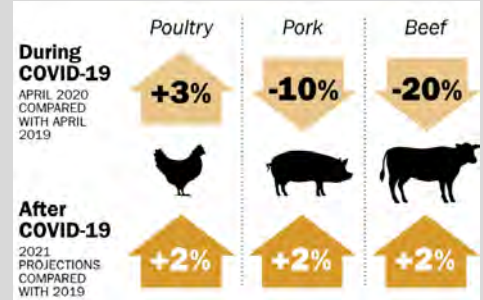 Poultry Pork Beef
During
COVID-19
APRIL 2020
COMPARED
WITH APRIL
2019
+3% -10% -20%
After
COVID-19
2021
PROJECTIONS
COMPARED
WITH 2019
+2% +2% +2%